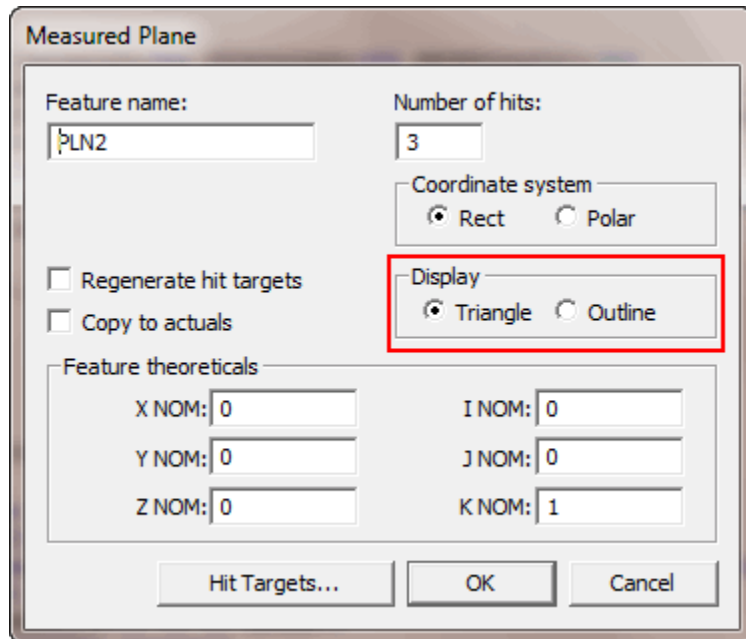 Measured Plane
Feature name: Number of hits:
PLN2 3
Coordinate system
Rect Polar
Regenerate hit targets
Display
Triangle Outline
Copy to actuals
Feature theoreticals
X NOM: 0 I NOM: 0
Y NOM: 0 J NOM: 0
Z NOM: 0 K NOM: 1
Hit Targets... OK Cancel